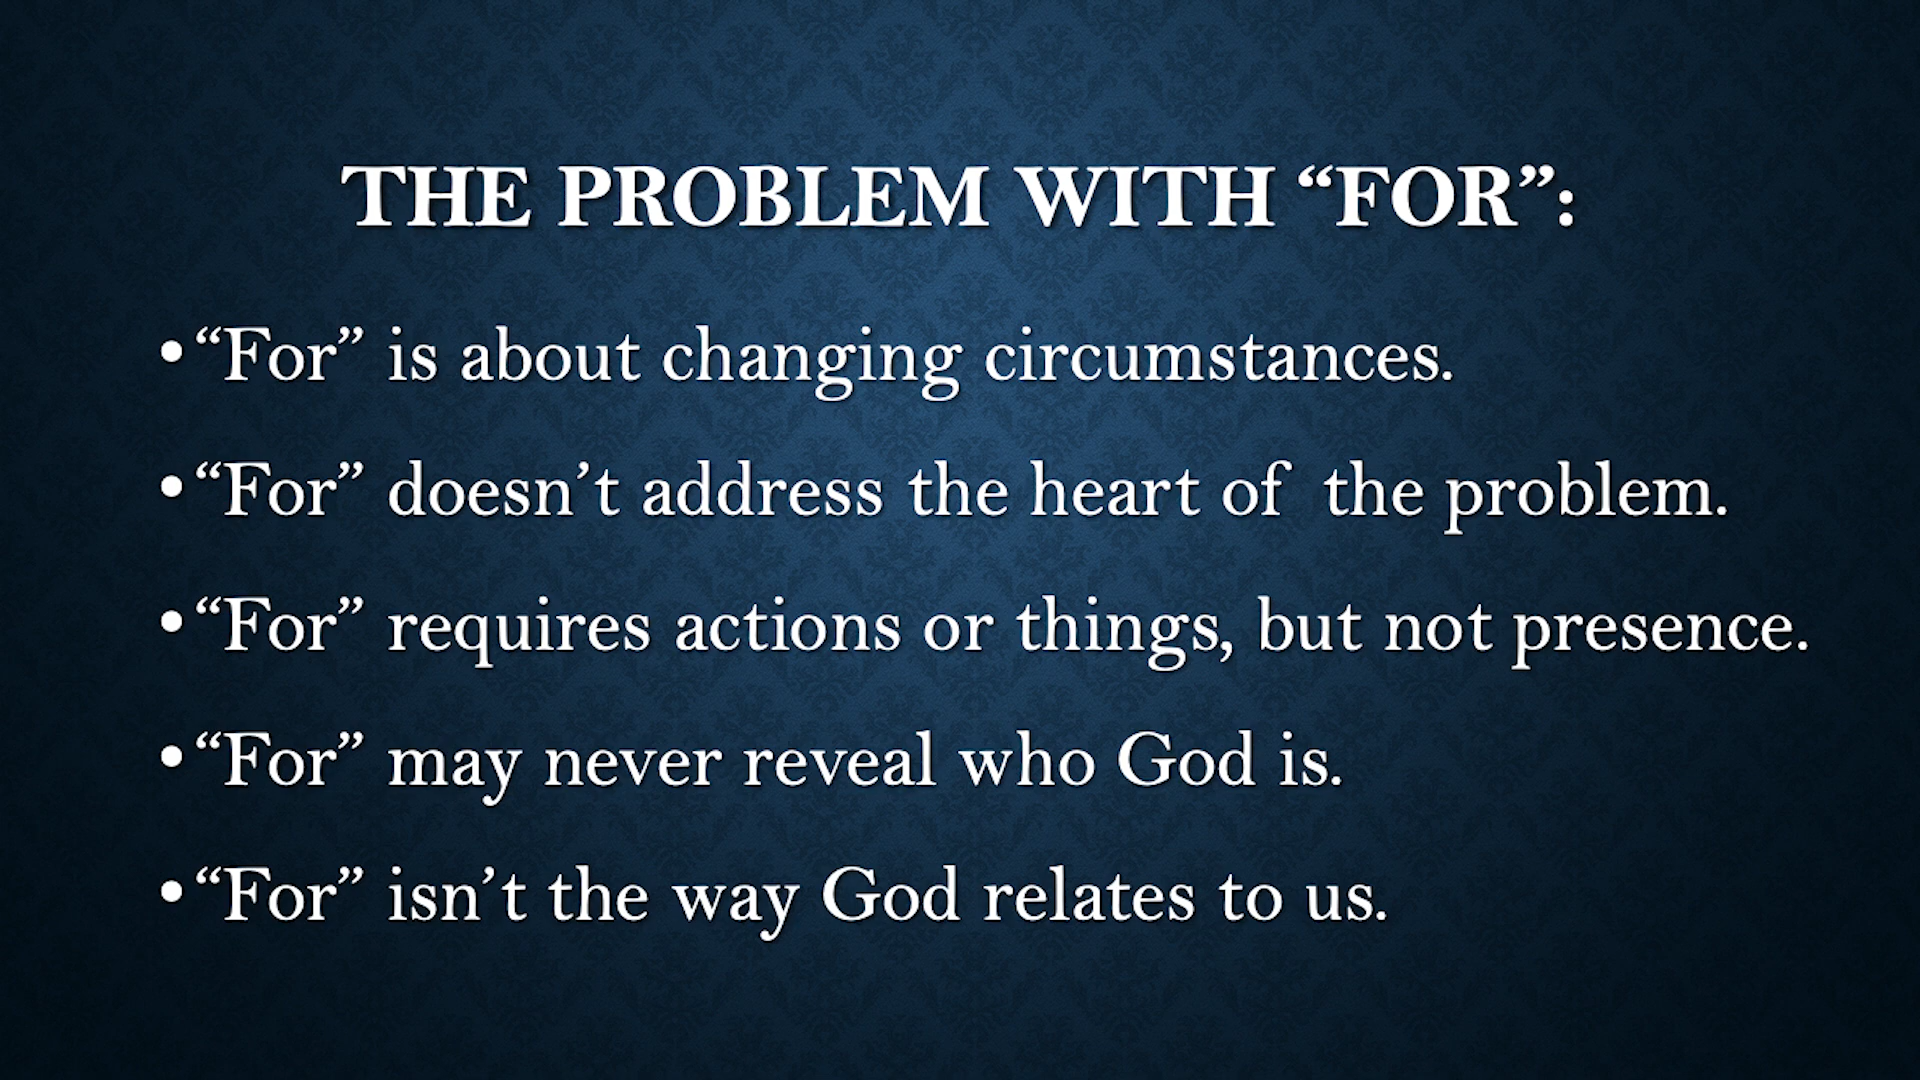 THE PROBLEM WITH “FOR”:
• “For” is about changing circumstances.
• “For” doesn’t address the heart of  the problem.
• “For” requires actions or things, but not presence.
• “For” may never reveal who God is.
• “For” isn’t the way God relates to us.